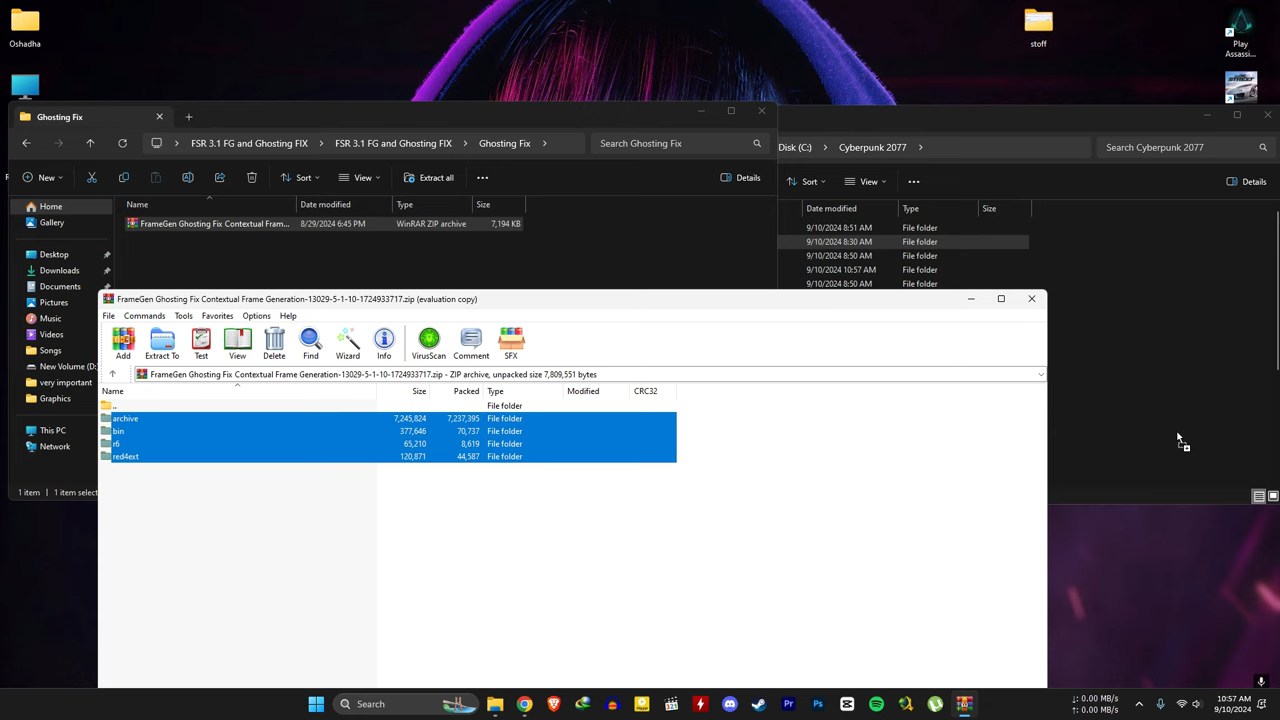 Oshadha
stoff
Play
Assassi...
Ghosting Fix
FSR 3.1 FG and Ghosting FIX > FSR 3.1 FG and Ghosting FIX > Ghosting Fix >
Search Ghosting Fix
Disk (C:) > Cyberpunk 2077 >
Search Cyberpunk 2077
New
Sort
View
Extract all
...
Details
Sort
View
...
Details
Name
Date modified
Type
Size
FrameGen Ghosting Fix Contextual Fram...
8/29/2024 6:45 PM
WinRAR ZIP archive
7,194 KB
Date modified
Type
Size
9/10/2024 8:51 AM
File folder
9/10/2024 8:30 AM
File folder
9/10/2024 8:50 AM
File folder
9/10/2024 10:57 AM
File folder
9/10/2024 8:50 AM
File folder
Home
Gallery
Desktop
Downloads
Documents
Pictures
Music
Videos
Songs
New Volume (D:
very important
Graphics
This PC
Network
1 item
1 item select
FrameGen Ghosting Fix Contextual Frame Generation-13029-5-1-10-1724933717.zip (evaluation copy)
File Commands Tools Favorites Options Help
Add
Extract To
Test
View
Delete
Find
Wizard
Info
VirusScan
Comment
SFX
FrameGen Ghosting Fix Contextual Frame Generation-13029-5-1-10-1724933717.zip - ZIP archive, unpacked size 7,809,551 bytes
Name Size Packed Type Modified CRC32
.. File folder
archive 7,245,824 7,237,395 File folder
bin 377,646 70,737 File folder
r6 65,210 8,619 File folder
red4ext 120,871 44,587 File folder
Search
↓: 0.00 MB/s
↑: 0.00 MB/s
10:57 AM
9/10/2024